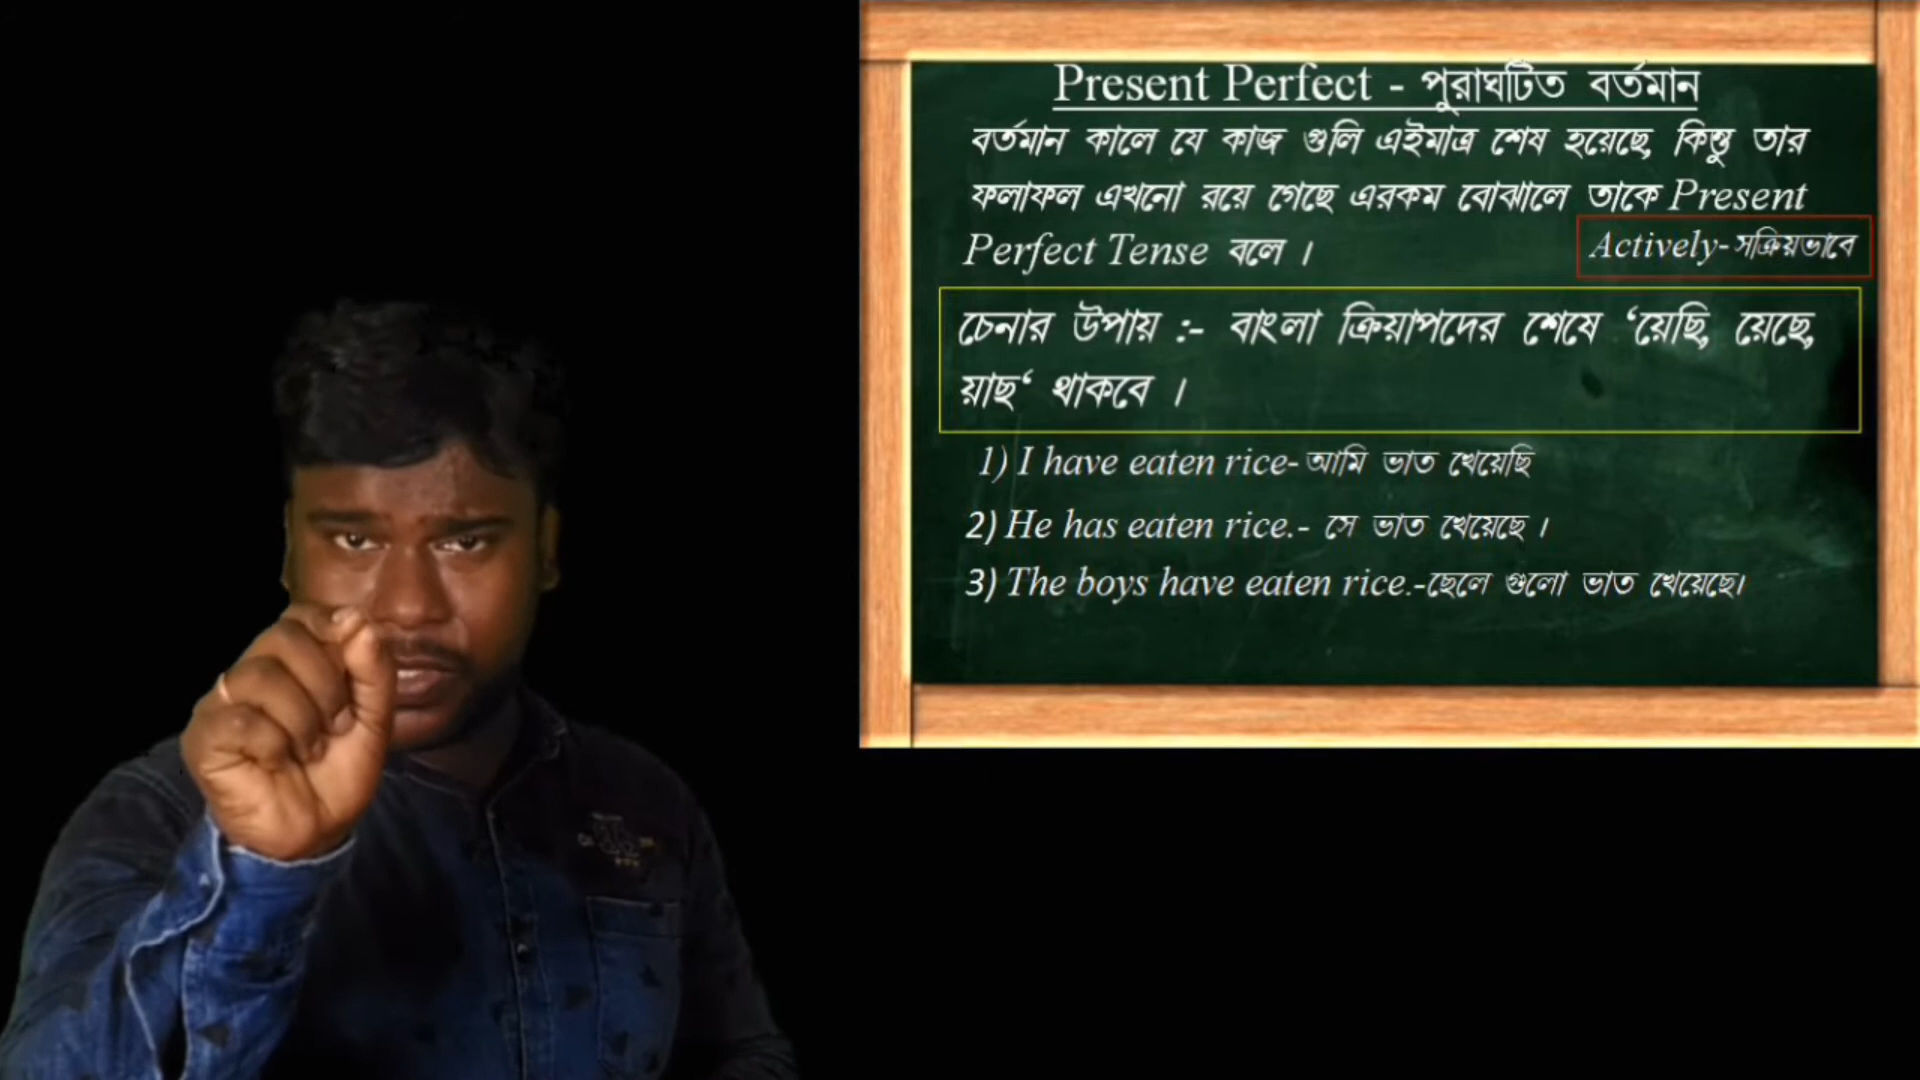 Present Perfect - পুরাঘটিত বর্তমান
বর্তমান কালে যে কাজ গুলি এইমাত্র শেষ হয়েছে, কিন্তু তার
ফলাফল এখনো রয়ে গেছে এরকম বোঝালে তাকে Present
Perfect Tense বলে ।
Actively-সক্রিয়ভাবে
চেনার উপায় :- বাংলা ক্রিয়াপদের শেষে ‘য়েছি, য়েছে,
য়াছ‘ থাকবে ।
1) I have eaten rice-আমি ভাত খেয়েছি
2) He has eaten rice.- সে ভাত খেয়েছে ।
3) The boys have eaten rice.-ছেলে গুলো ভাত খেয়েছে।